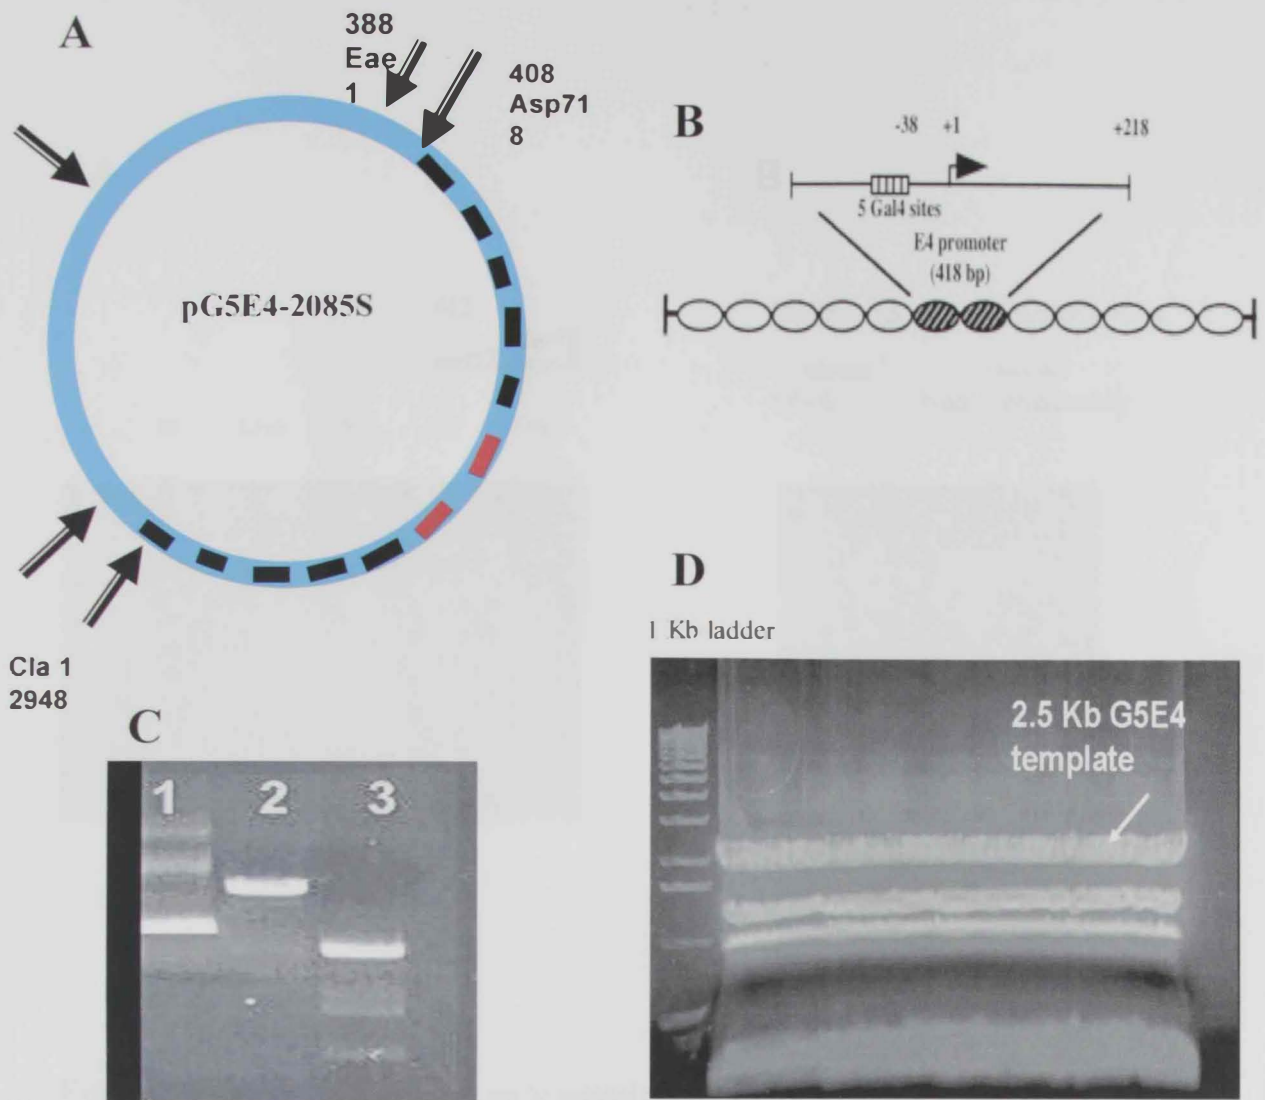 A
388
Eae
1
408
Asp71
8
pG5E4-2085S
Cla 1
2948
B
-38 +1 +218
5 Gal4 sites
E4 promoter
(418 bp)
C
1 2 3
D
1 Kb ladder
2.5 Kb G5E4
template